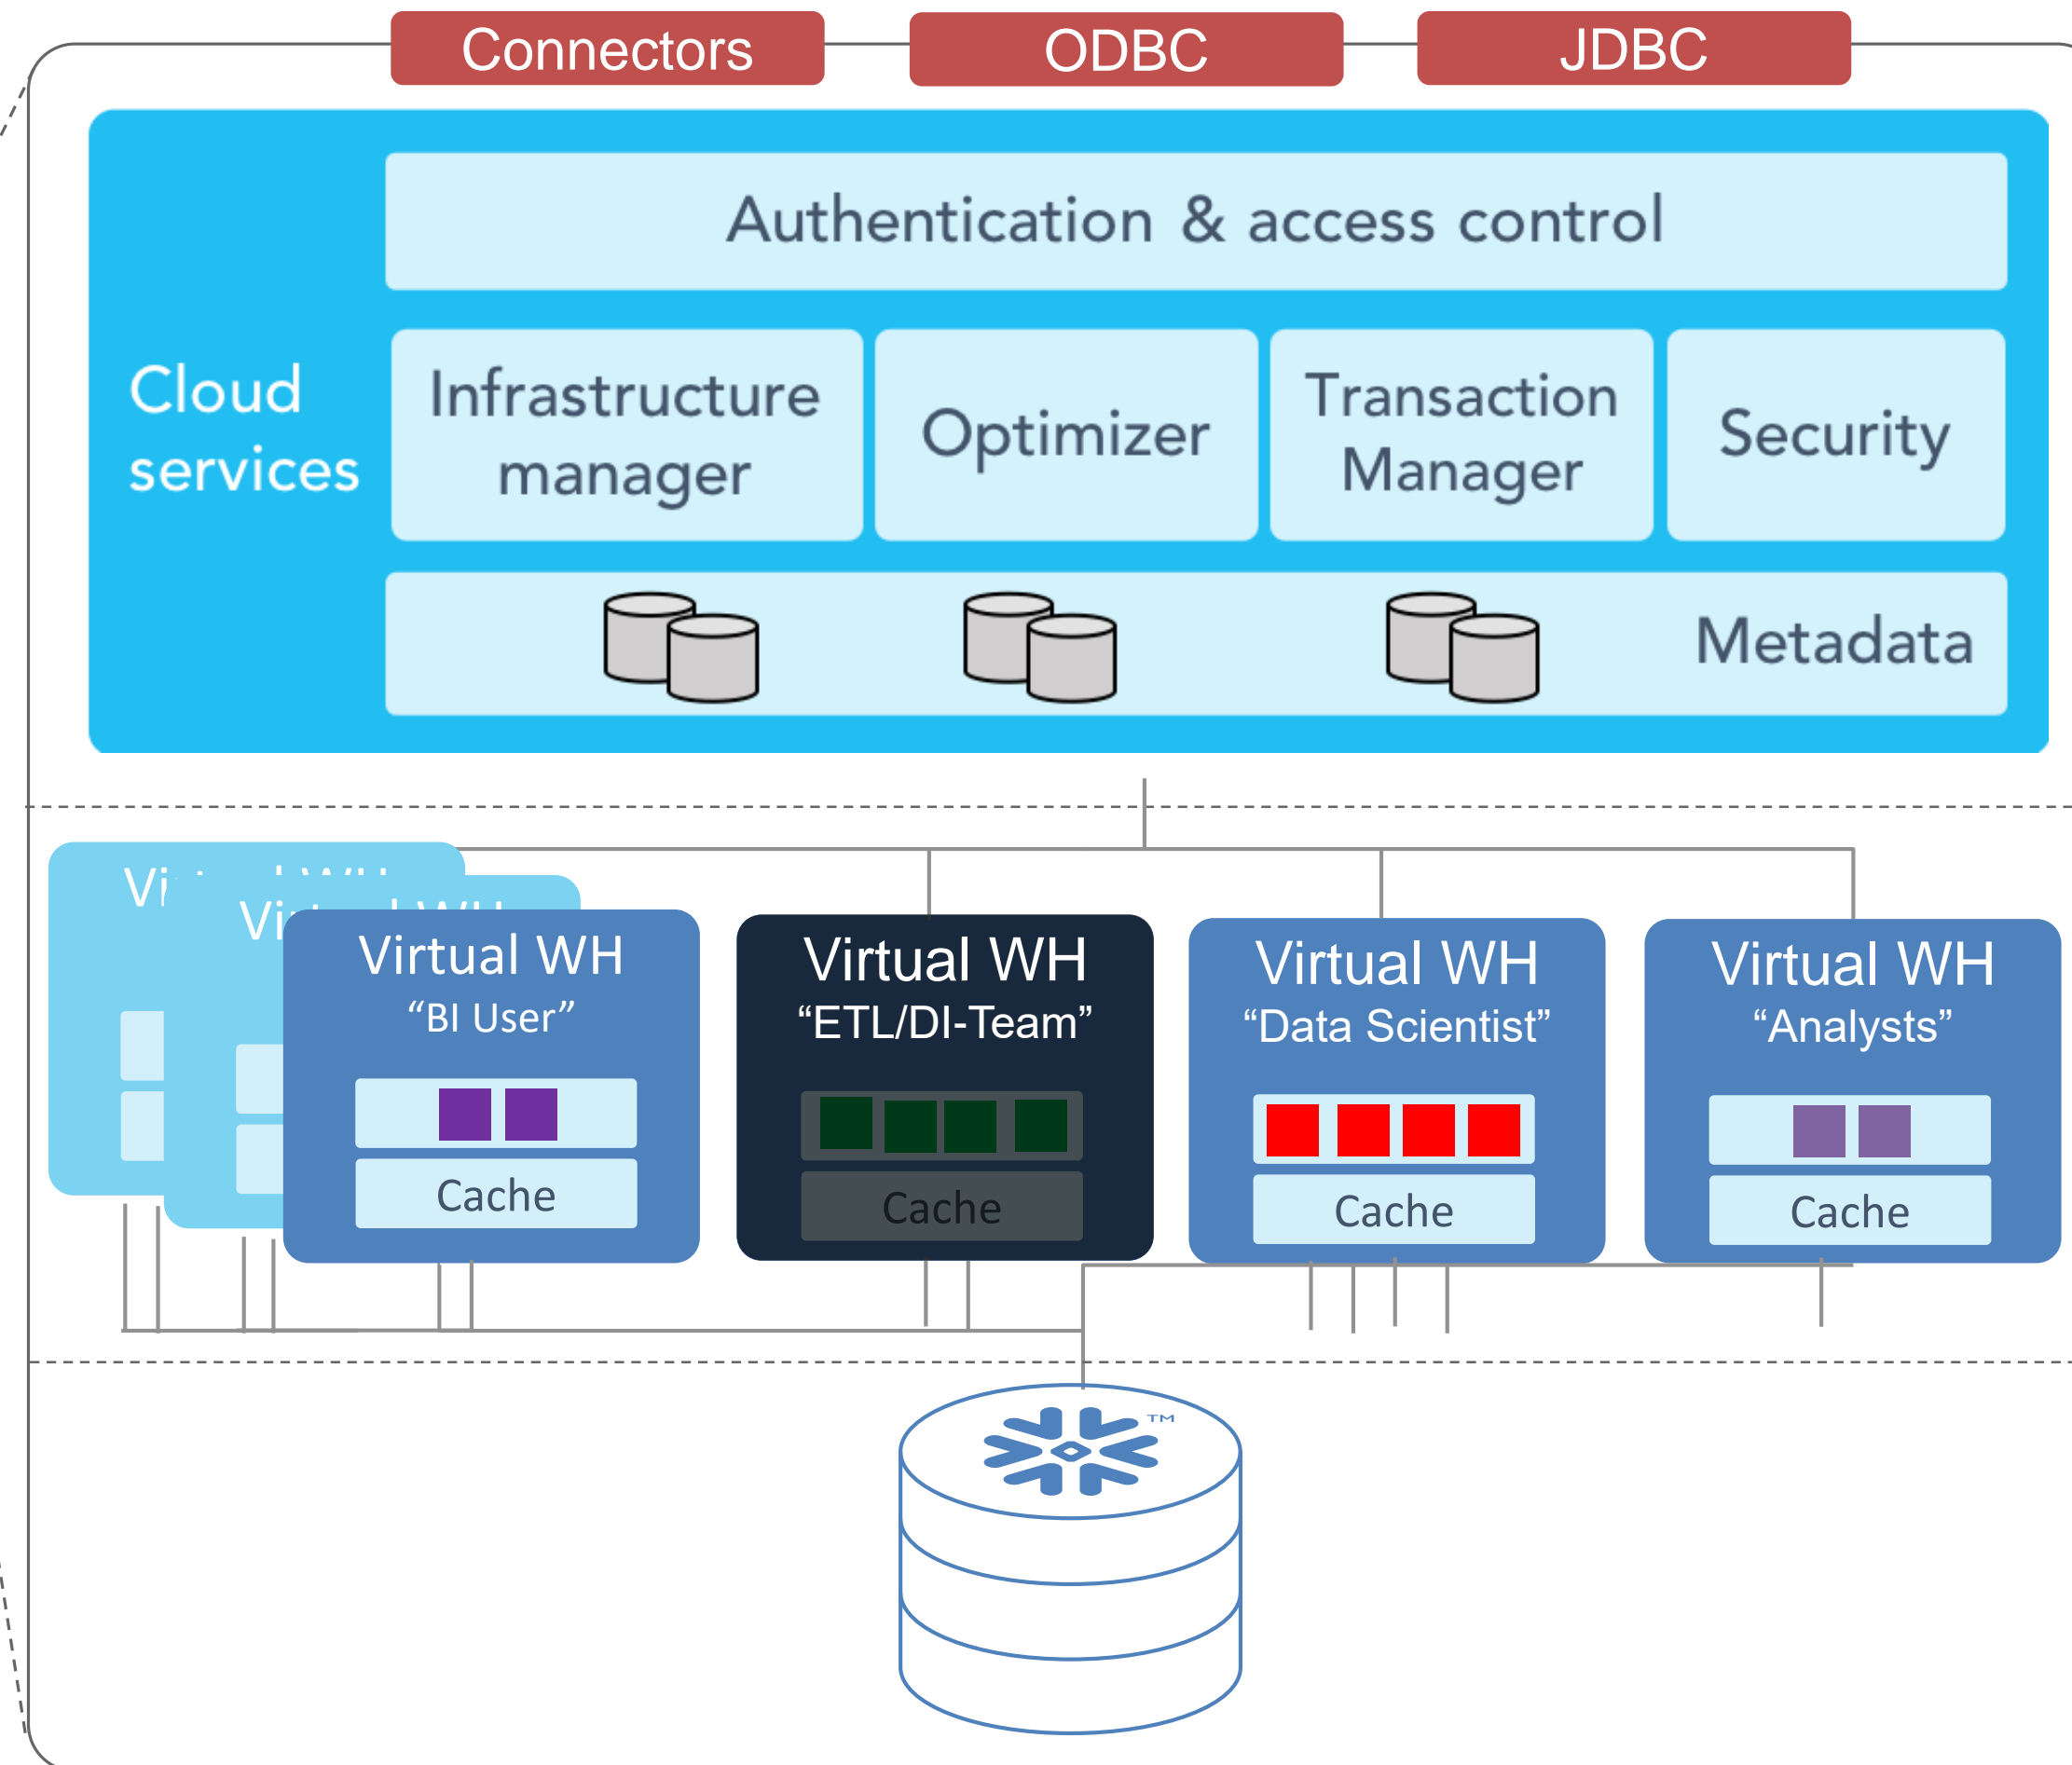 Connectors
ODBC
JDBC
Authentication & access control
Cloud
services
Infrastructure
manager
Optimizer
Transaction
Manager
Security
Metadata
Virtual WH
“BI User”
Cache
Virtual WH
“ETL/DI-Team”
Cache
Virtual WH
“Data Scientist”
Cache
Virtual WH
“Analysts”
Cache
TM